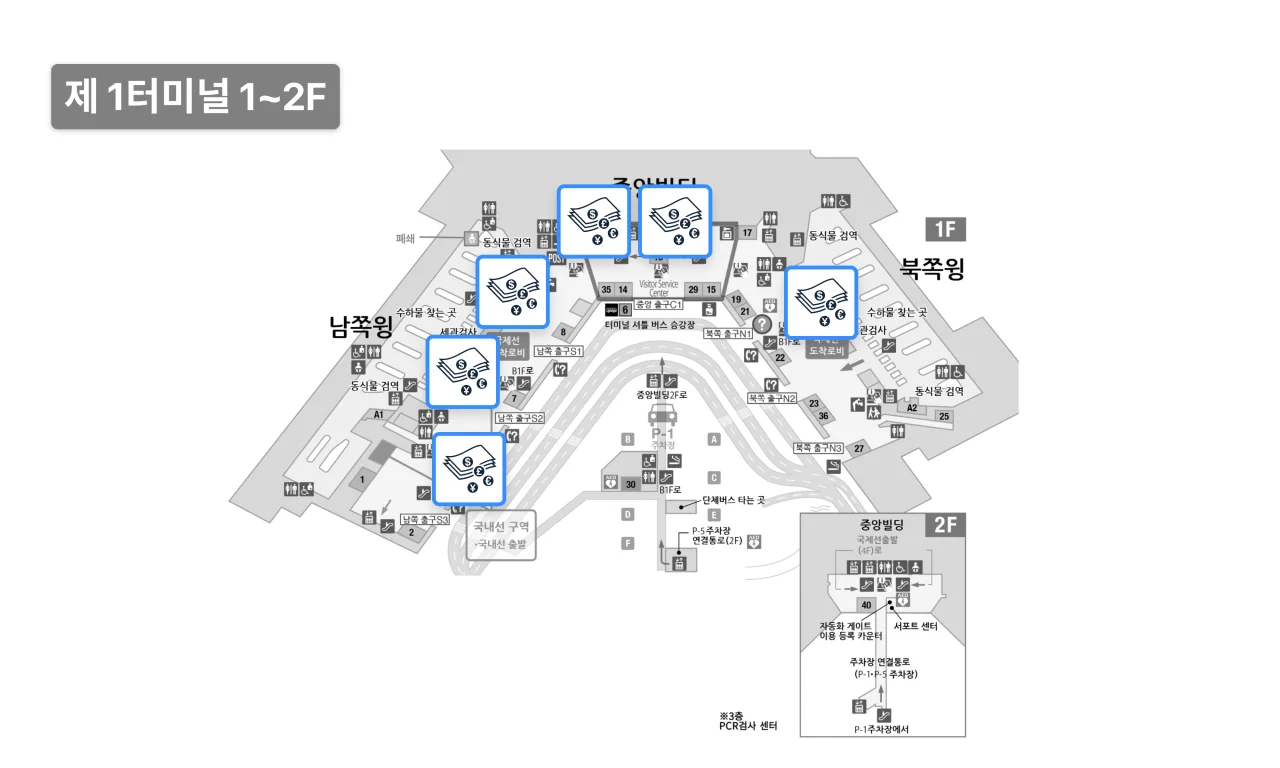 제 1터미널 1~2F
중앙빌딩
1F
북쪽윙
남쪽윙
폐쇄
동식물 검역
POST
17
동식물 검역
수하물 찾는 곳
세관검사
국제선
도착로비
8
남쪽 출구S1
B1F로
동식물 검역
7
A1
남쪽 출구S2
1
남쪽 출구S3
2
35
14
Visitor Service
Center
29
15
6
중앙 출구C1
터미널 셔틀 버스 승강장
19
21
AED
?
북쪽 출구N1
B1F로
22
수하물 찾는 곳
관검사
도착로비
북쪽 출구N2
23
36
동식물 검역
A2
25
북쪽 출구N3
27
중앙빌딩2F로
P-1
주차장
B
A
C
D
E
F
AED
30
B1F로
단체버스 타는 곳
P-5주차장
연결통로(2F)
AED
국내선 구역
•국내선 출발
중앙빌딩
2F
국제선출발
(4F)로
AED
40
자동화 게이트
이용 등록 카운터
서포트 센터
주차장 연결통로
(P-1•P-5 주차장)
P-1주차장에서
※3층
PCR검사 센터